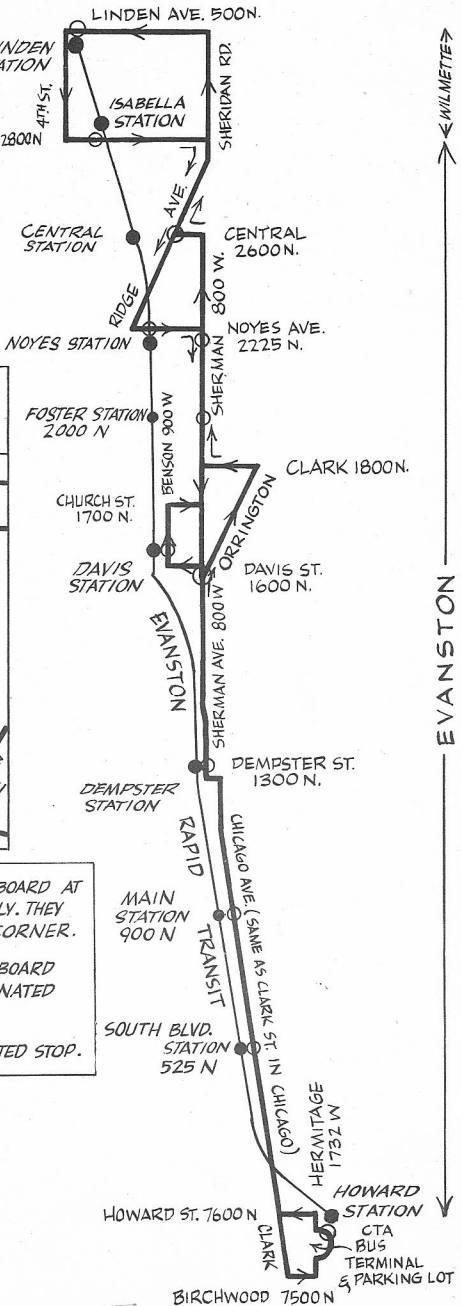 LINDEN AVE. 500N.
INDEN
ATION
4TH ST.
SHERIDAN RD.
ISABELLA
STATION
2800N
WILMETTE
AVE.
RIDGE
CENTRAL
STATION
CENTRAL
2600N.
SHERMAN 800 W.
NOYES STATION
NOYES AVE.
2225 N.
FOSTER STATION
2000 N
BENSON 900W
CLARK 1800N.
CHURCH ST.
1700 N.
ORRINGTON
DAVIS
STATION
DAVIS ST.
1600 N.
EVANSTON
SHERMAN AVE. 800W
EVANSTON
DEMPSTER ST.
1300 N.
DEMPSTER
STATION
RAPID
TRANSIT
CHICAGO AVE. (SAME AS CLARK ST. IN CHICAGO)
BOARD AT
LY. THEY
CORNER.
BOARD
NATED
TED STOP.
MAIN
STATION
900 N
SOUTH BLVD.
STATION
525 N
HERMITAGE
1732 W
HOWARD
STATION
HOWARD ST. 7600 N
CLARK
CTA
BUS
TERMINAL
& PARKING LOT
BIRCHWOOD 7500N